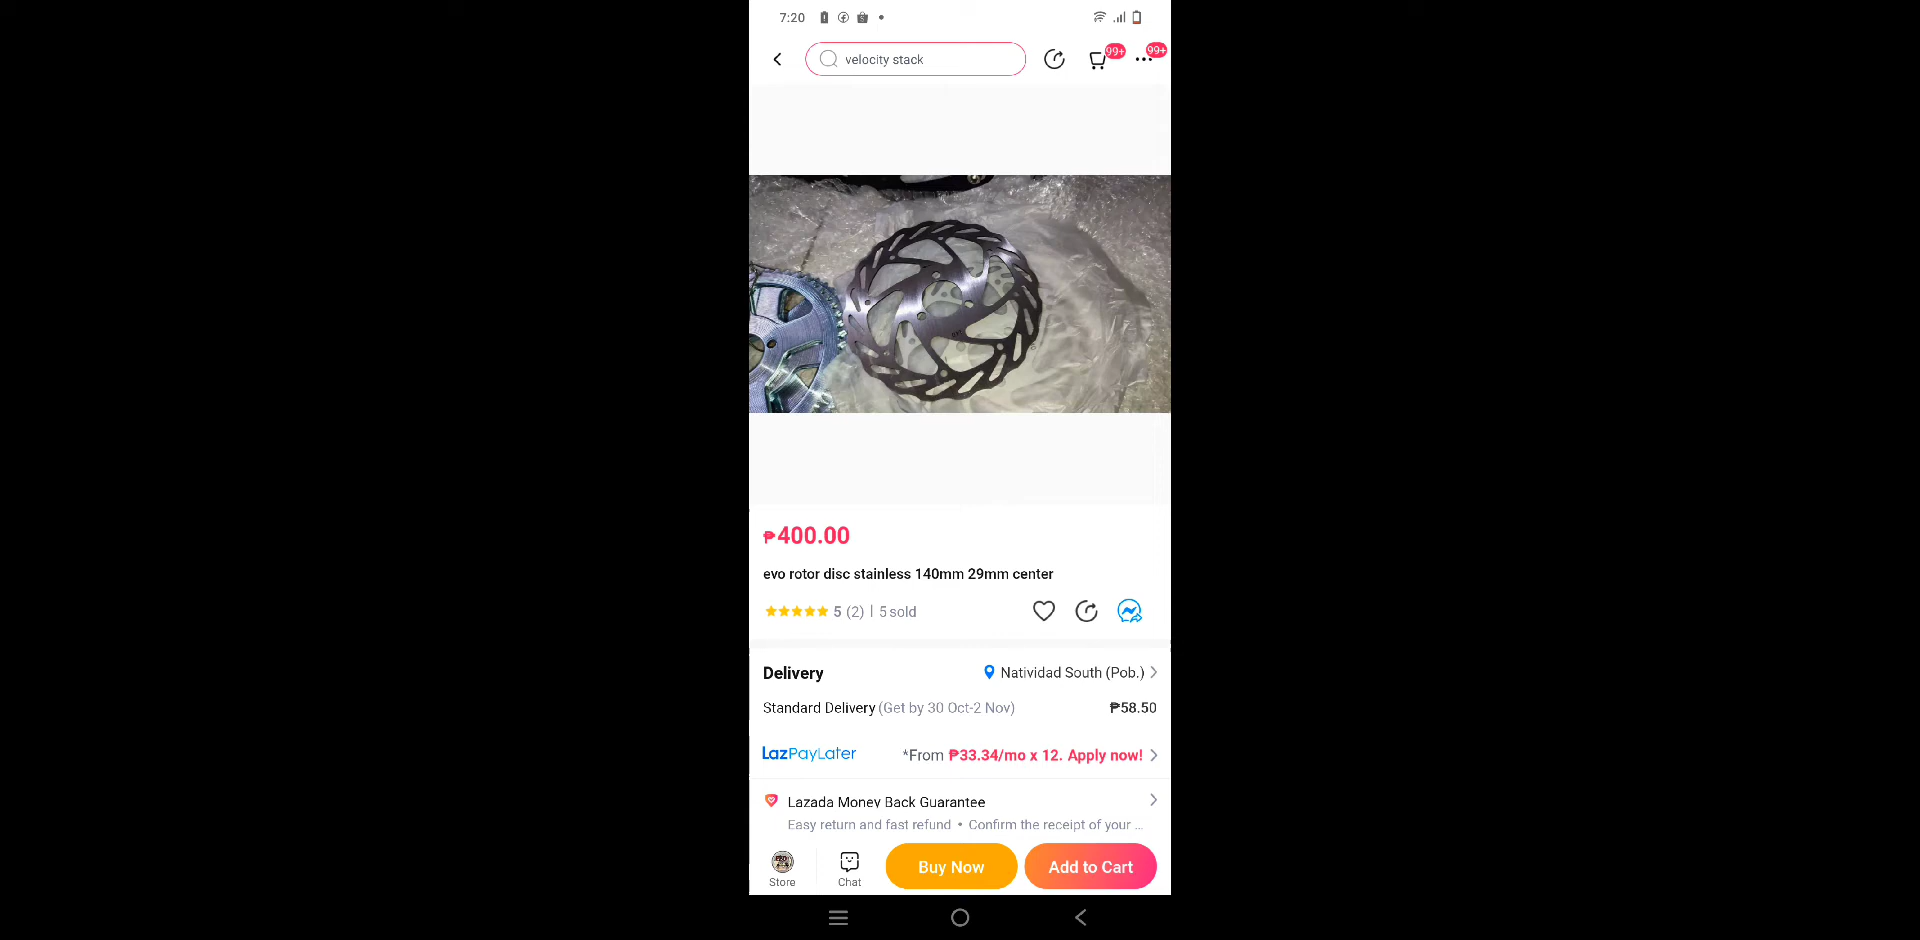 7:20
velocity stack
99+
99+
₱400.00
evo rotor disc stainless 140mm 29mm center
5 (2) | 5 sold
Delivery
Natividad South (Pob.)
Standard Delivery (Get by 30 Oct-2 Nov)
₱58.50
LazPayLater
*From ₱33.34/mo x 12. Apply now!
Lazada Money Back Guarantee
Easy return and fast refund • Confirm the receipt of your ...
Store
Chat
Buy Now
Add to Cart